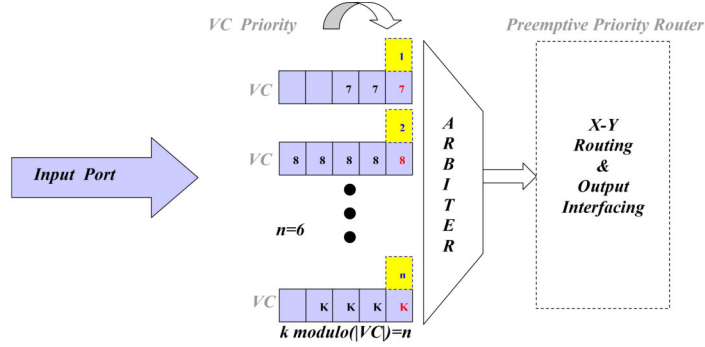 VC Priority
Preemptive Priority Router
1
VC 7 7 7
2
VC 8 8 8 8 8
Input Port
n=6
n
VC K K K K
k modulo(|VC|)=n
A
R
B
I
T
E
R
X-Y
Routing
&
Output
Interfacing